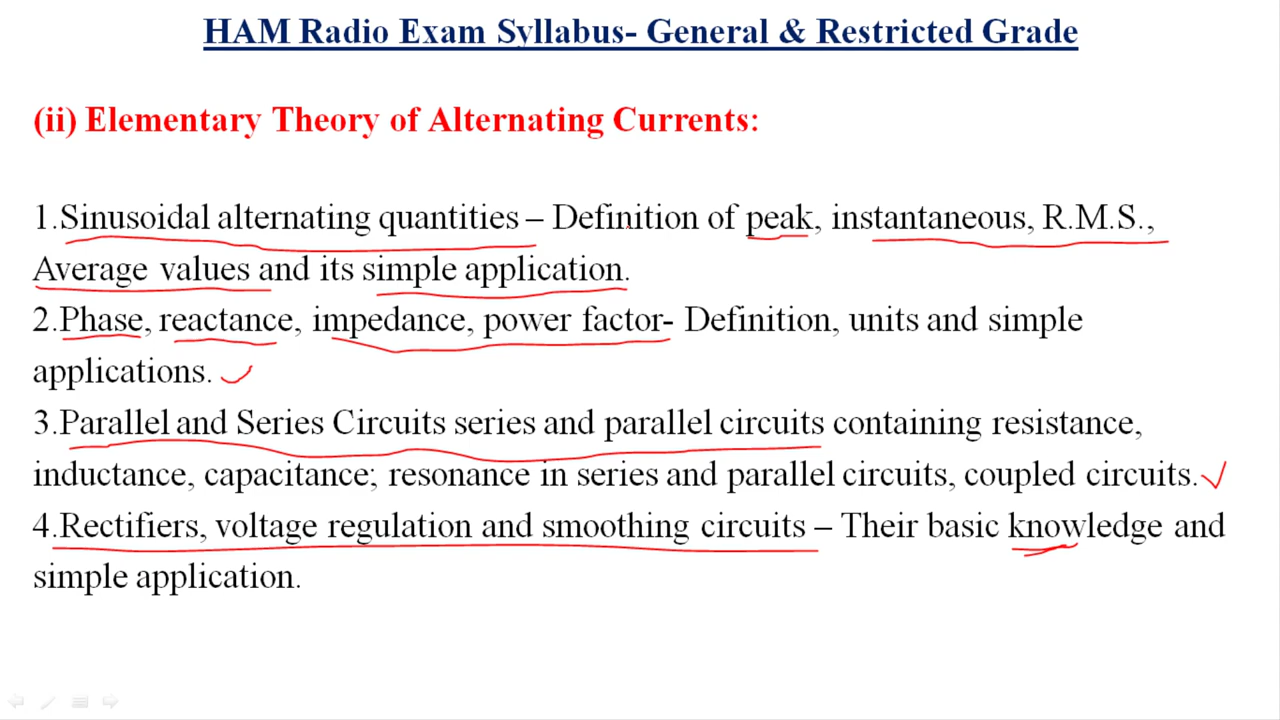 HAM Radio Exam Syllabus- General & Restricted Grade
(ii) Elementary Theory of Alternating Currents:
1.Sinusoidal alternating quantities – Definition of peak, instantaneous, R.M.S.,
Average values and its simple application.
2.Phase, reactance, impedance, power factor- Definition, units and simple
applications.
3.Parallel and Series Circuits series and parallel circuits containing resistance,
inductance, capacitance; resonance in series and parallel circuits, coupled circuits.
4.Rectifiers, voltage regulation and smoothing circuits – Their basic knowledge and
simple application.